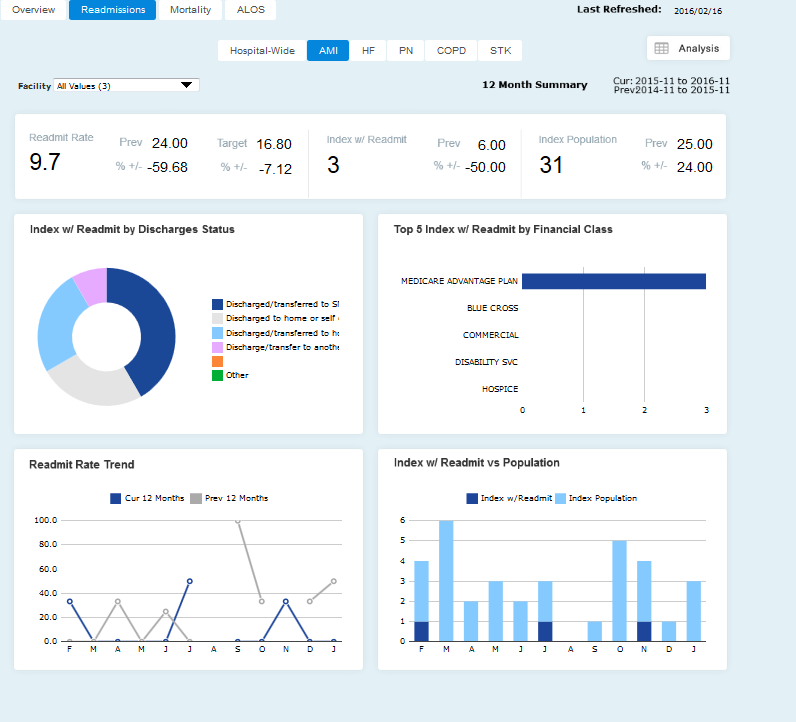 Overview Readmissions Mortality ALOS
Last Refreshed: 2016/02/16
Hospital-Wide AMI HF PN COPD STK
Analysis
Facility All Values (3)
12 Month Summary
Cur: 2015-11 to 2016-11
Prev2014-11 to 2015-11
Readmit Rate
9.7
Prev 24.00
% +/- -59.68
Target 16.80
% +/- -7.12
Index w/ Readmit
3
Prev 6.00
% +/- -50.00
Index Population
31
Prev 25.00
% +/- 24.00
Index w/ Readmit by Discharges Status
Discharged/transferred to
Discharged to home or self
Discharged/transferred to
Discharge/transfer to
Other
Top 5 Index w/ Readmit by Financial Class
MEDICARE ADVANTAGE PLAN
BLUE CROSS
COMMERCIAL
DISABILITY SVC
HOSPICE
0 1 2 3
Readmit Rate Trend
Cur 12 Months Prev 12 Months
100.0
80.0
60.0
40.0
20.0
0.0
F M A M J J A S O N D J
Index w/ Readmit vs Population
Index w/Readmit Index Population
6
5
4
3
2
1
0
F M A M J J A S O N D J